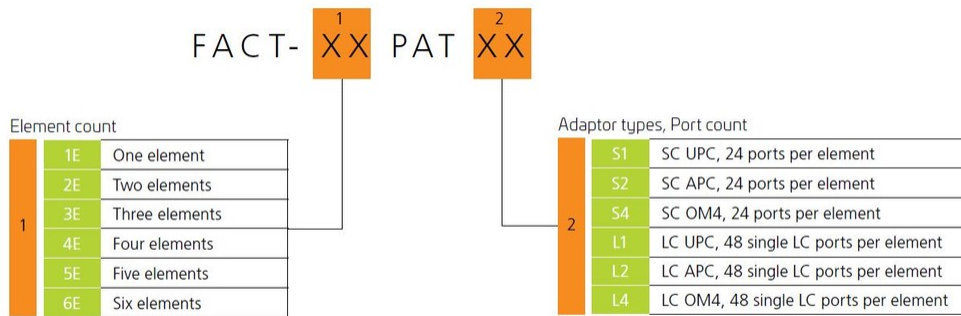 1 2
FACT- XX PAT XX
Element count
1
1E One element
2E Two elements
3E Three elements
4E Four elements
5E Five elements
6E Six elements
Adaptor types, Port count
2
S1 SC UPC, 24 ports per element
S2 SC APC, 24 ports per element
S4 SC OM4, 24 ports per element
L1 LC UPC, 48 single LC ports per element
L2 LC APC, 48 single LC ports per element
L4 LC OM4, 48 single LC ports per element